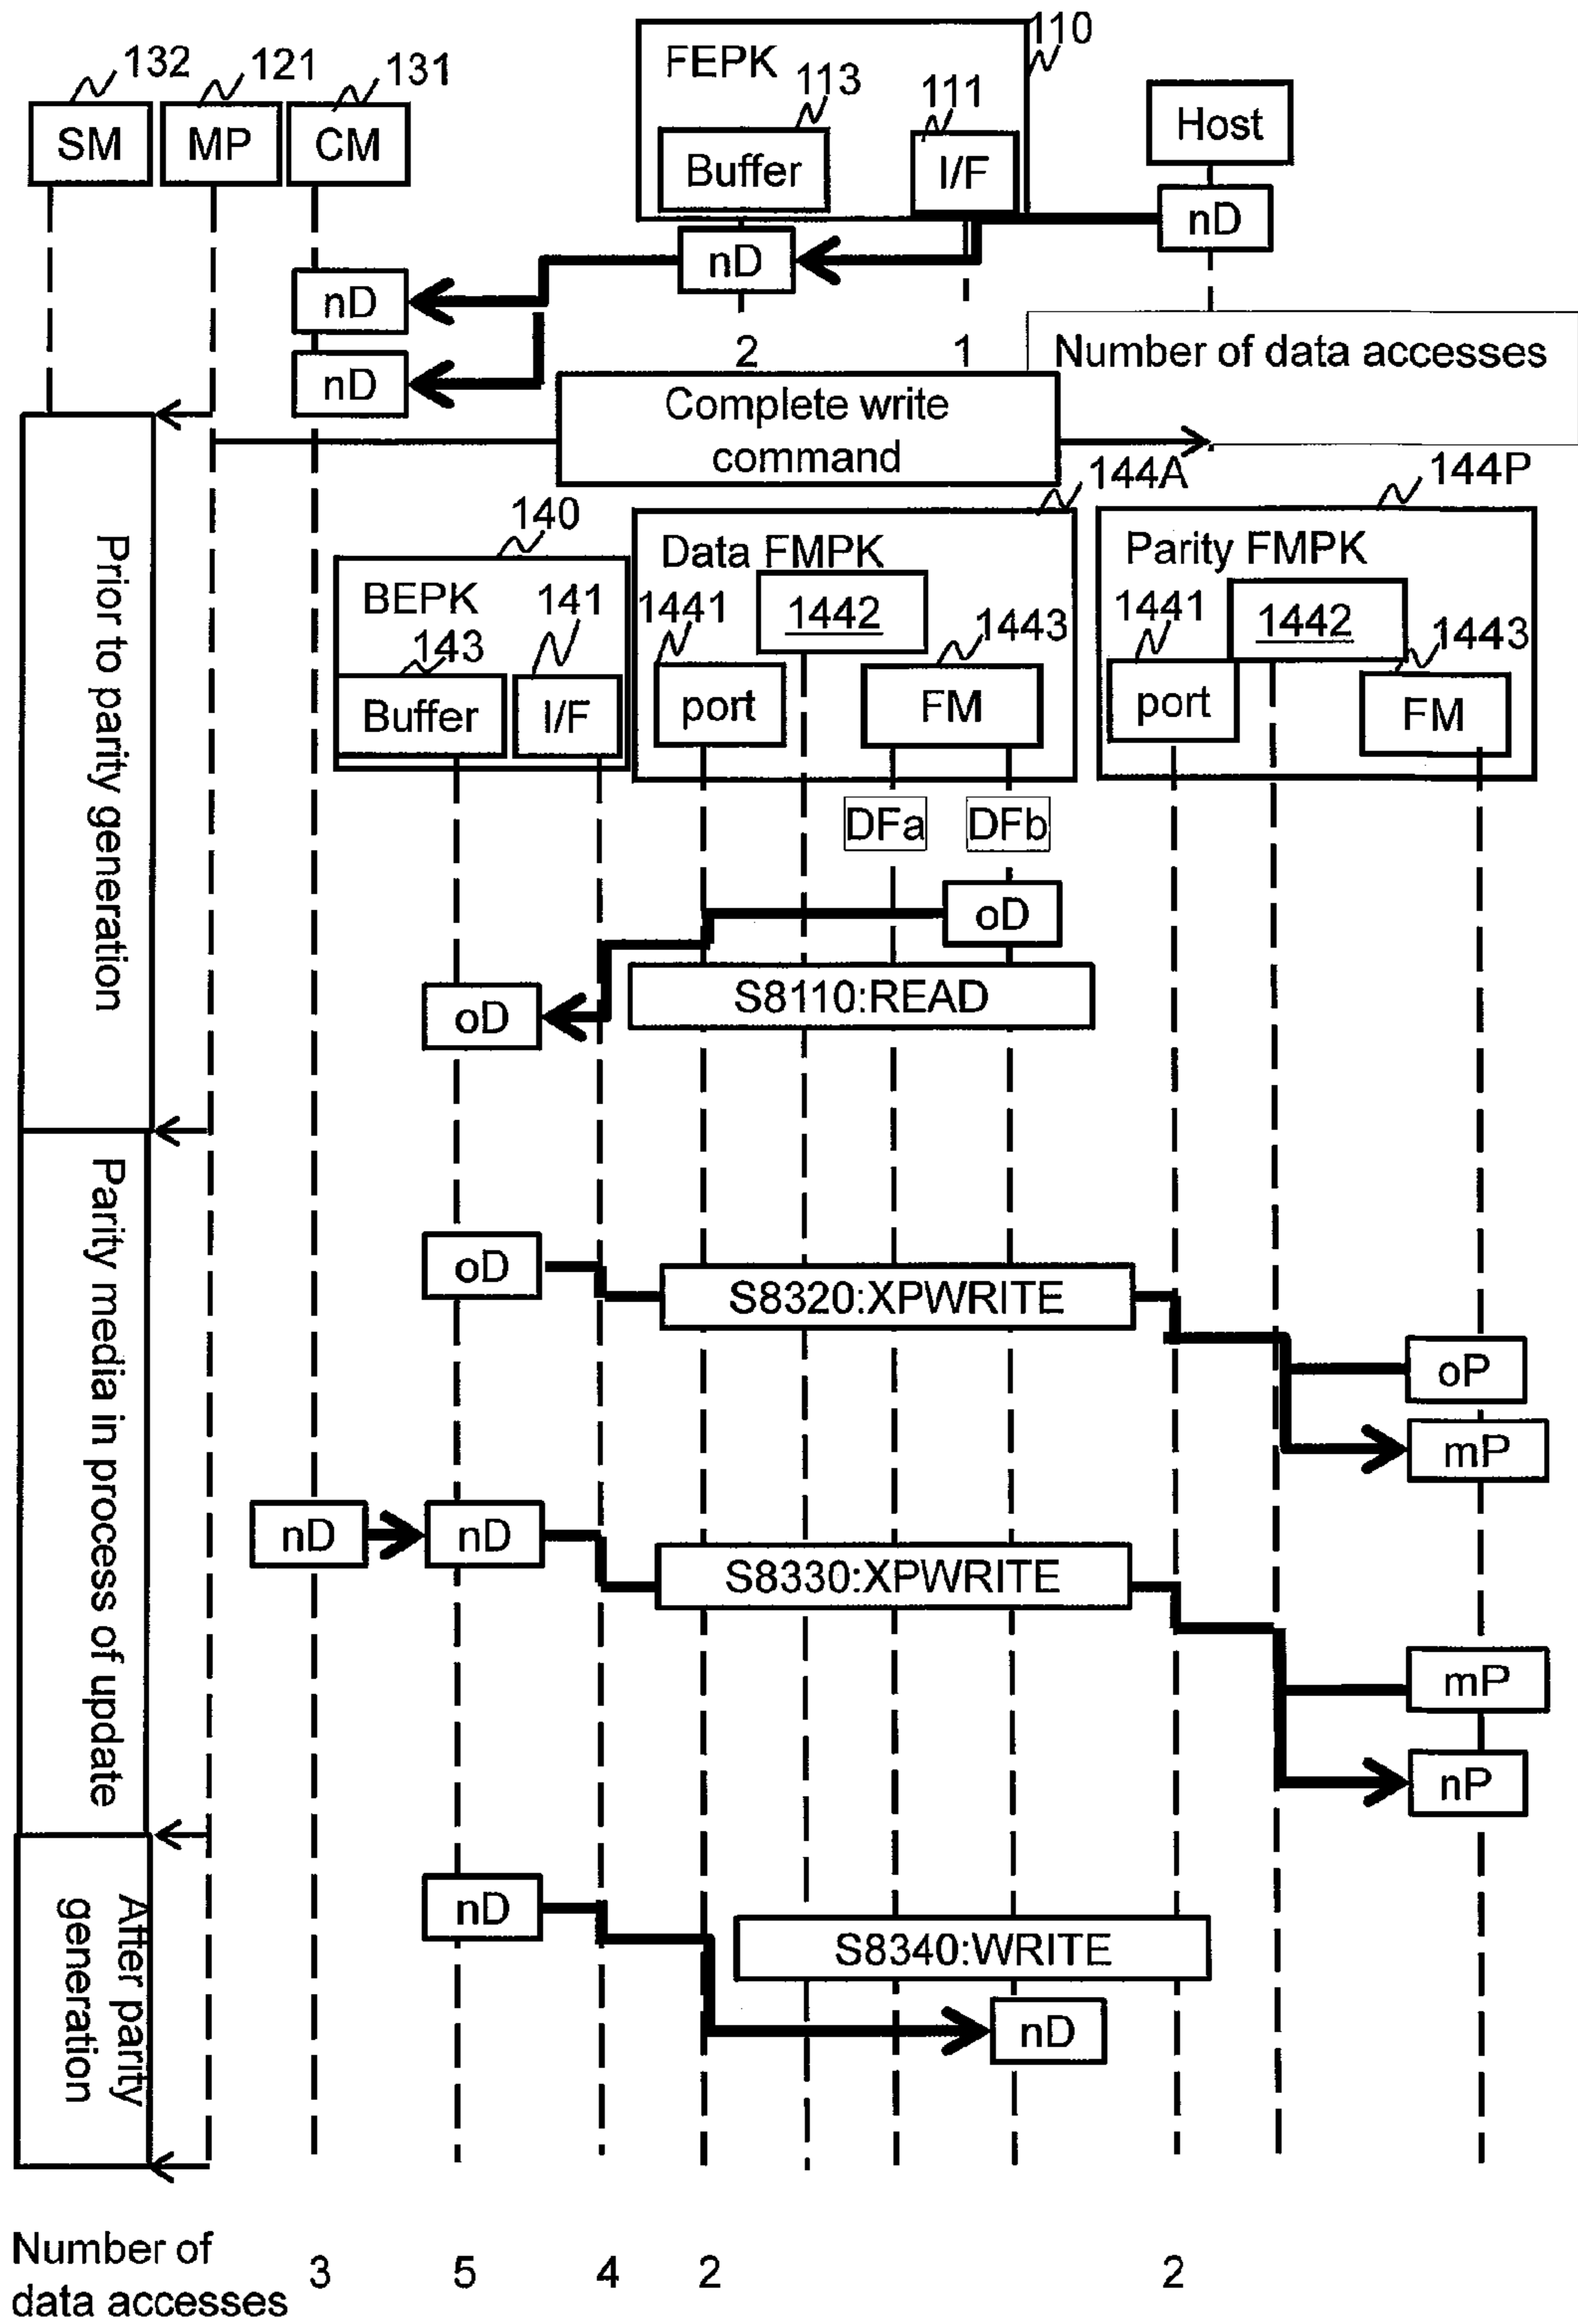 132
121
131
110
FEPK
113
111
SM
MP
CM
Buffer
I/F
Host
nD
nD
nD
nD
2
1
Number of data accesses
Complete write
command
144A
144P
140
Data FMPK
Parity FMPK
BEPK
141
1441
1442
1443
1441
1442
1443
143
Buffer
I/F
port
FM
port
FM
DFa
DFb
Prior to parity generation
oD
S8110:READ
oD
Parity media in process of update
oD
S8320:XPWRITE
oP
mP
nD
nD
S8330:XPWRITE
mP
nP
After parity
generation
nD
S8340:WRITE
nD
Number of
data accesses
3
5
4
2
2